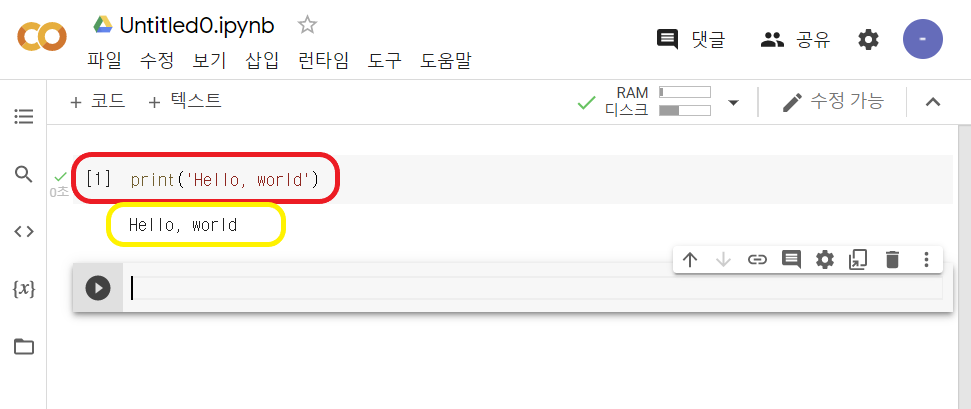 Untitled0.ipynb
댓글 공유 -
파일 수정 보기 삽입 런타임 도구 도움말
+ 코드 + 텍스트
RAM
디스크
수정 가능
[1] print('Hello, world')
0초
Hello, world
{x}